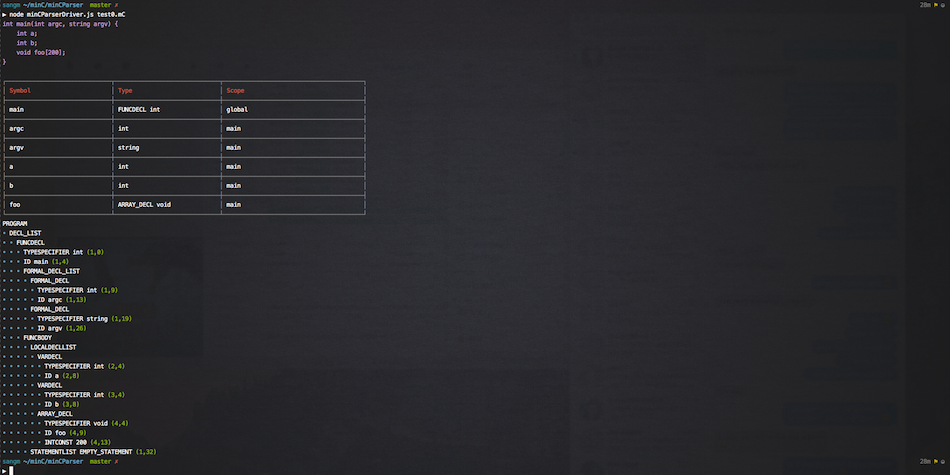 sangm ~/minC/minCParser master ✗ 28m
▶ node minCParserDriver.js test0.mC
int main(int argc, string argv) {
    int a;
    int b;
    void foo[200];
}
Symbol Type Scope
main FUNCDECL int global
argc int main
argv string main
a int main
b int main
foo ARRAY_DECL void main
PROGRAM
• DECL_LIST
• • FUNCDECL
• • • TYPESPECIFIER int (1,0)
• • • ID main (1,4)
• • • FORMAL_DECL_LIST
• • • • FORMAL_DECL
• • • • • TYPESPECIFIER int (1,9)
• • • • • ID argc (1,13)
• • • • FORMAL_DECL
• • • • • TYPESPECIFIER string (1,19)
• • • • • ID argv (1,26)
• • • FUNCBODY
• • • • LOCALDECLLIST
• • • • • VARDECL
• • • • • • TYPESPECIFIER int (2,4)
• • • • • • ID a (2,8)
• • • • • VARDECL
• • • • • • TYPESPECIFIER int (3,4)
• • • • • • ID b (3,8)
• • • • • ARRAY_DECL
• • • • • • TYPESPECIFIER void (4,4)
• • • • • • ID foo (4,9)
• • • • • • INTCONST 200 (4,13)
• • • • STATEMENTLIST EMPTY_STATEMENT (1,32)
sangm ~/minC/minCParser master ✗ 28m
▶